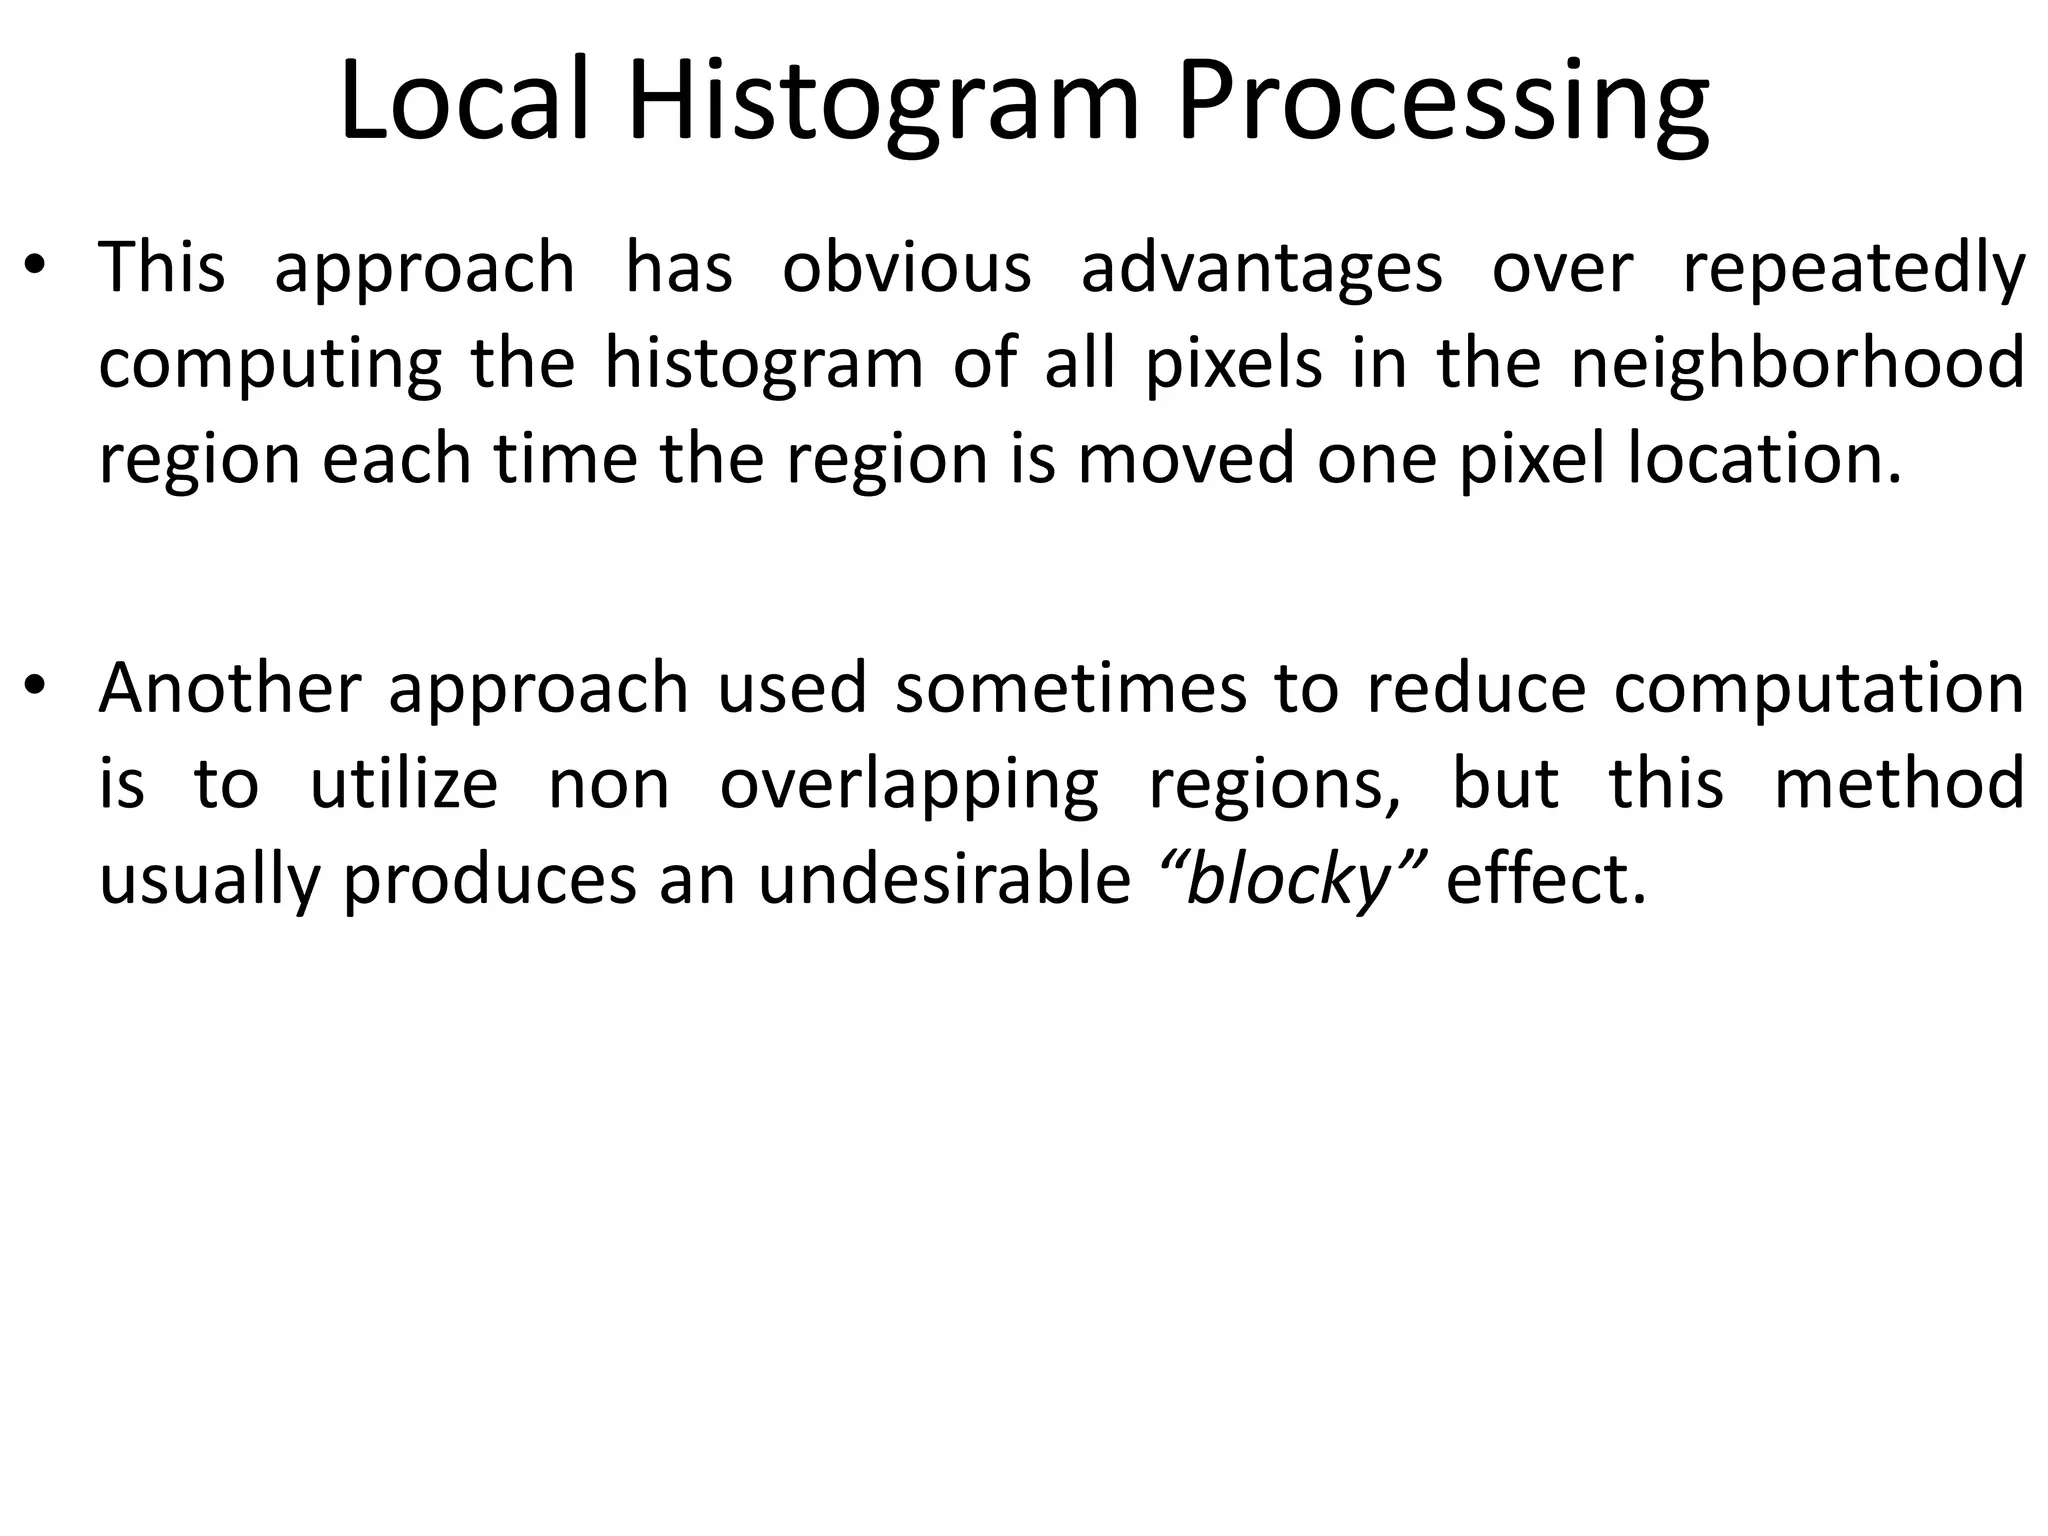 Local Histogram Processing
• This approach has obvious advantages over repeatedly
computing the histogram of all pixels in the neighborhood
region each time the region is moved one pixel location.
• Another approach used sometimes to reduce computation
is to utilize non overlapping regions, but this method
usually produces an undesirable “blocky” effect.